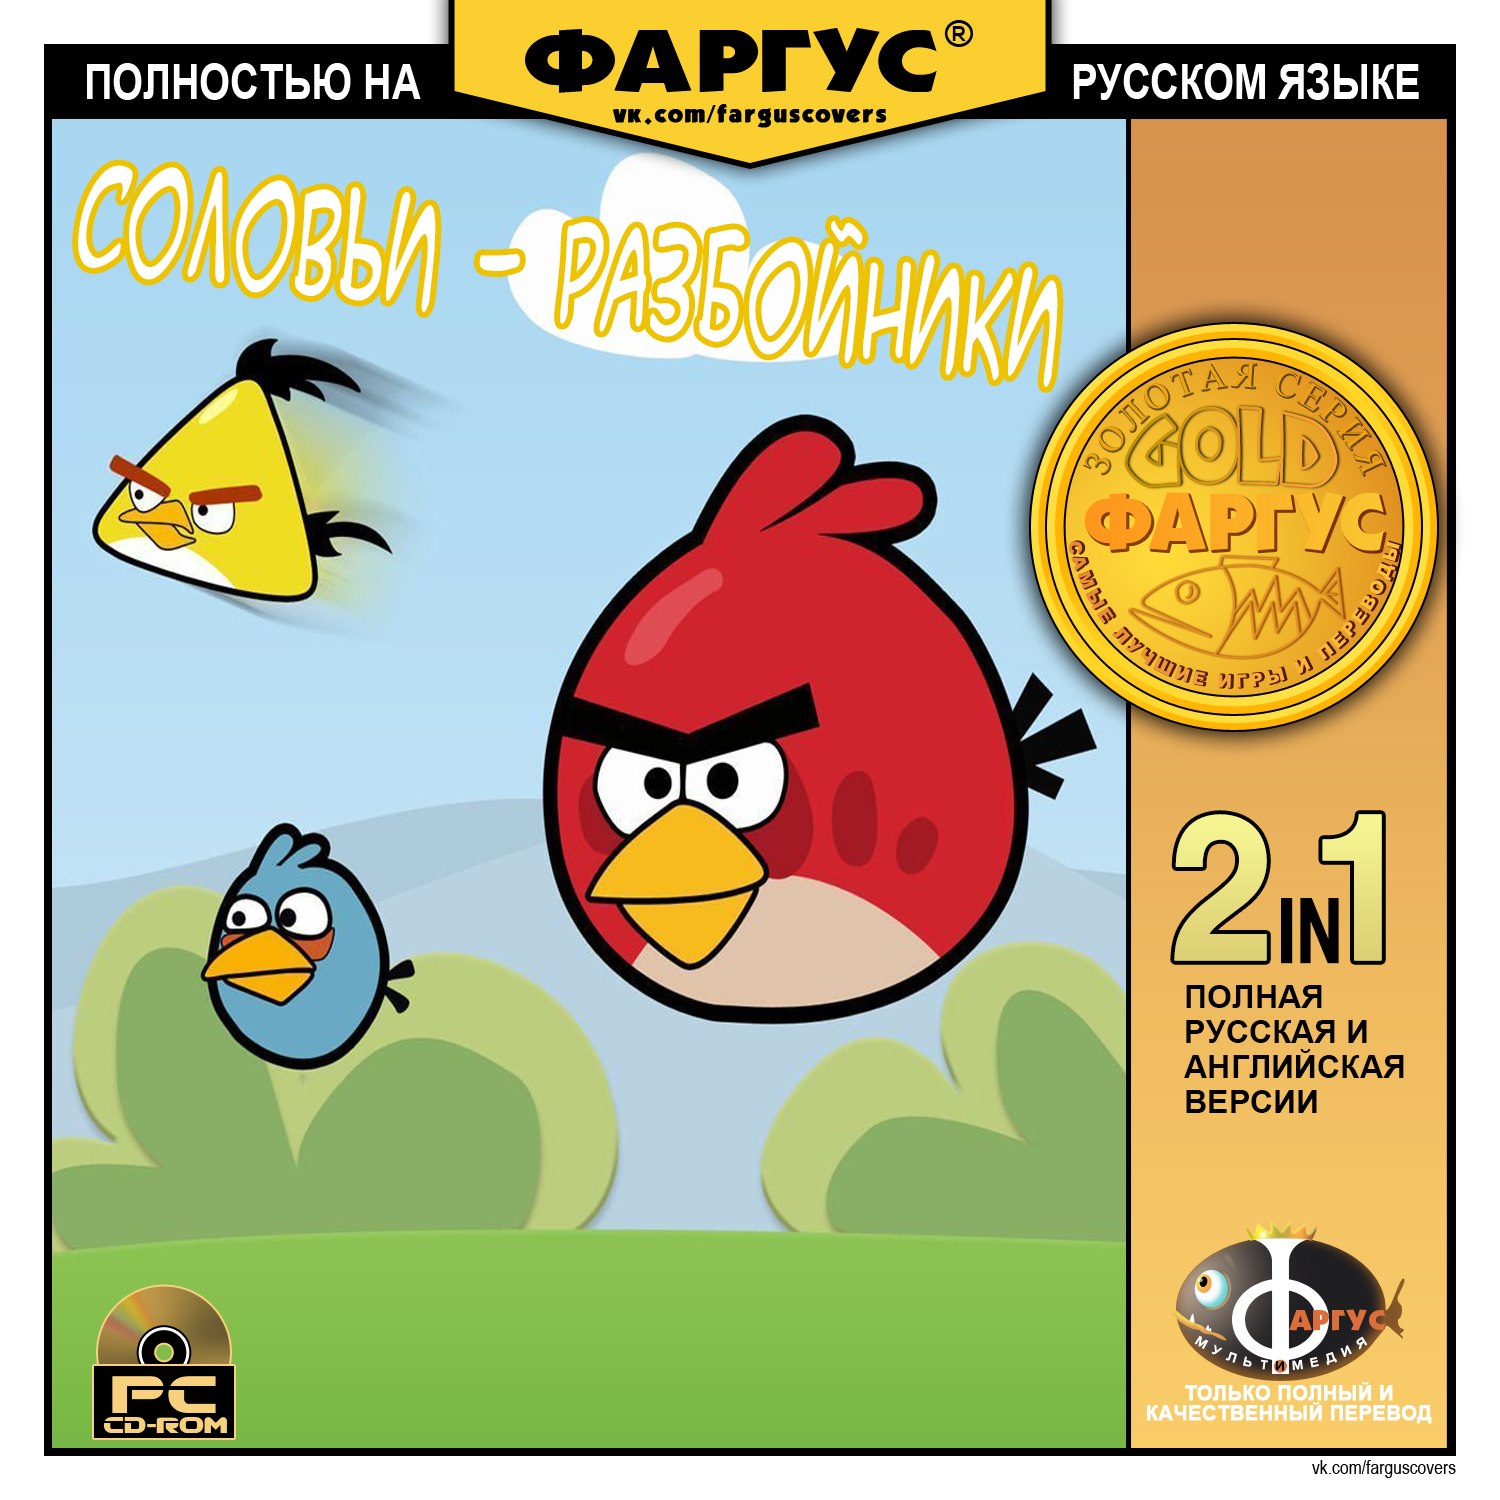 ФАРГУС®
vk.com/farguscovers
ПОЛНОСТЬЮ НА РУССКОМ ЯЗЫКЕ
СОЛОВЬИ - РАЗБОЙНИКИ
ЗОЛОТАЯ СЕРИЯ
GOLD
ФАРГУС
САМЫЕ ЛУЧШИЕ ИГРЫ И ПЕРЕВОДЫ
2IN1
ПОЛНАЯ
РУССКАЯ И
АНГЛИЙСКАЯ
ВЕРСИИ
ФАРГУС
МУЛЬТИМЕДИЯ
ТОЛЬКО ПОЛНЫЙ И
КАЧЕСТВЕННЫЙ ПЕРЕВОД
PC
CD-ROM
vk.com/farguscovers